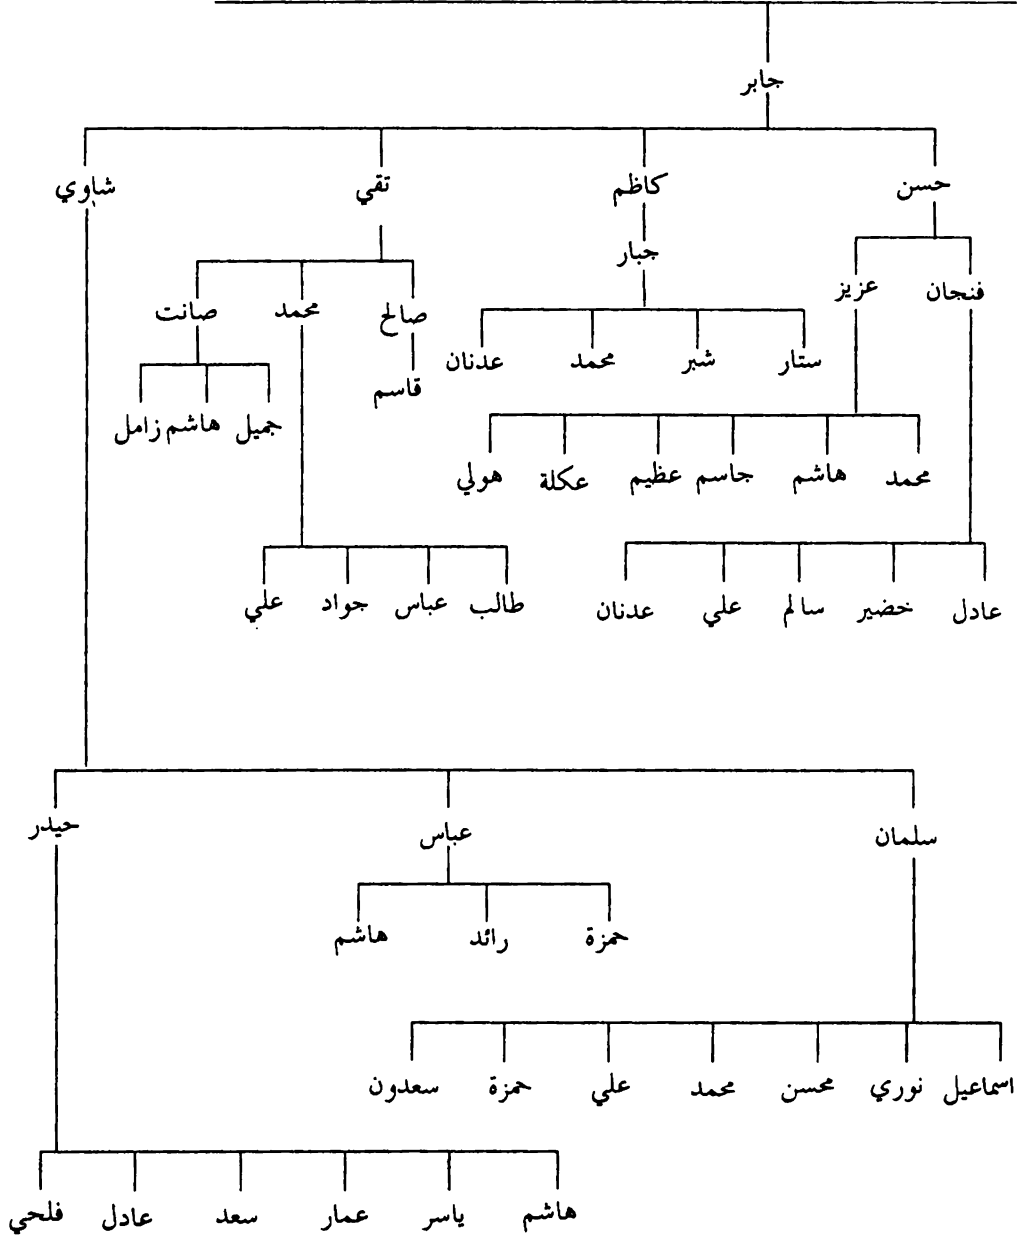 جابر
حسن كاظم تقي شاوي
جبار
فنجان عزيز
صالح محمد صانت
ستار شبر محمد عدنان
قاسم
جميل هاشم زامل
محمد هاشم جاسم عظيم عكلة هولي
طالب عباس جواد علي
عادل خضير سالم علي عدنان
سلمان عباس حيدر
حمزة رائد هاشم
اسماعيل نوري محسن محمد علي حمزة سعدون
هاشم ياسر عمار سعد عادل فلحي